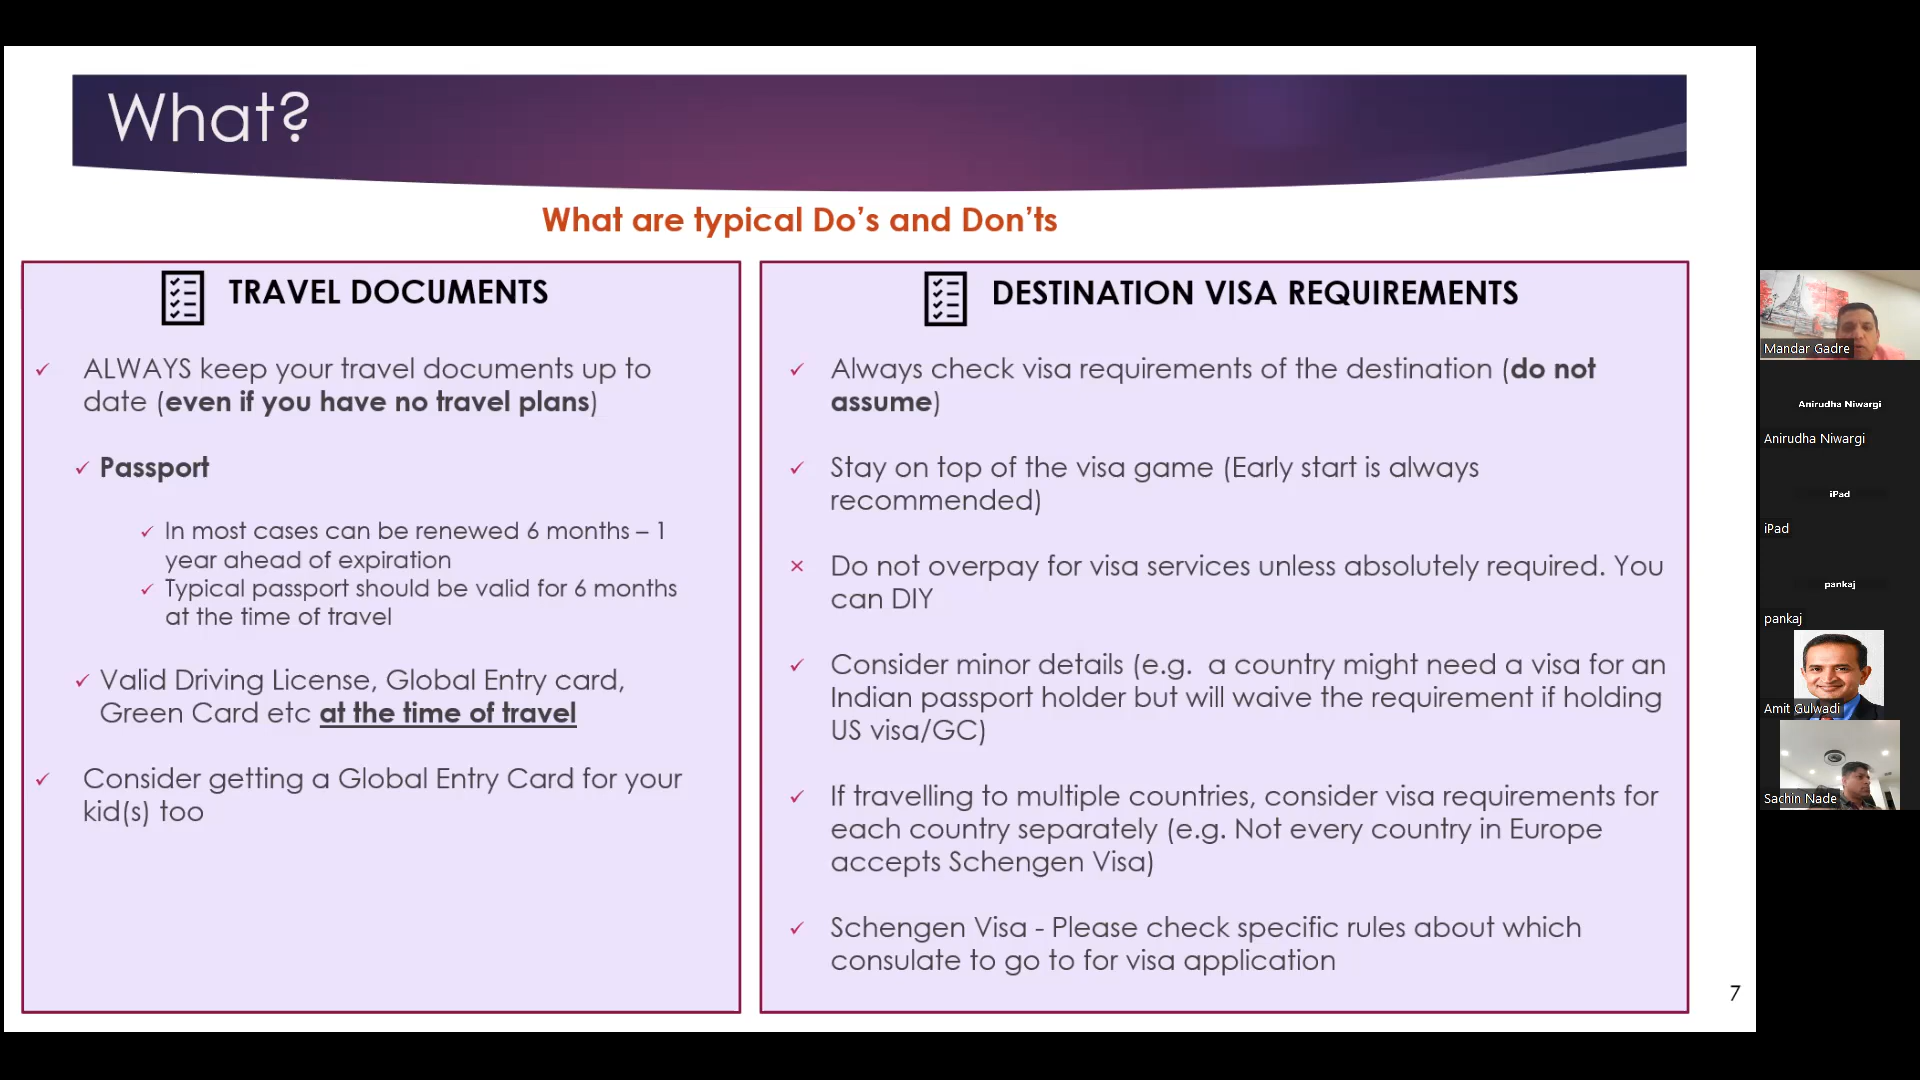 What?
What are typical Do's and Don'ts
TRAVEL DOCUMENTS
ALWAYS keep your travel documents up to
date (even if you have no travel plans)
Passport
In most cases can be renewed 6 months – 1
year ahead of expiration
Typical passport should be valid for 6 months
at the time of travel
Valid Driving License, Global Entry card,
Green Card etc at the time of travel
Consider getting a Global Entry Card for your
kid(s) too
DESTINATION VISA REQUIREMENTS
Always check visa requirements of the destination (do not
assume)
Stay on top of the visa game (Early start is always
recommended)
Do not overpay for visa services unless absolutely required. You
can DIY
Consider minor details (e.g.  a country might need a visa for an
Indian passport holder but will waive the requirement if holding
US visa/GC)
If travelling to multiple countries, consider visa requirements for
each country separately (e.g. Not every country in Europe
accepts Schengen Visa)
Schengen Visa - Please check specific rules about which
consulate to go to for visa application
7
Mandar Gadre
Anirudha Niwargi
Anirudha Niwargi
iPad
iPad
pankaj
pankaj
Amit Gulwadi
Sachin Nade